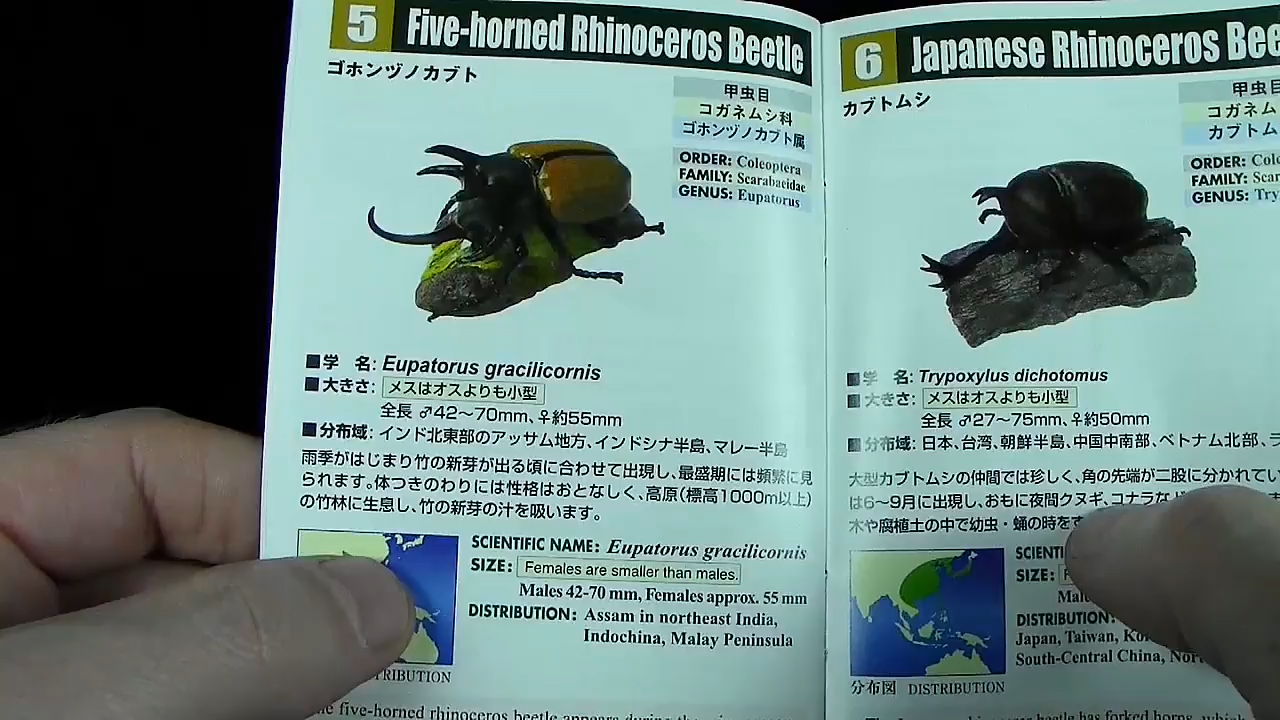 5 Five-horned Rhinoceros Beetle
ゴホンヅノカブト
甲虫目
コガネムシ科
ゴホンヅノカブト属
ORDER: Coleoptera
FAMILY: Scarabaeidae
GENUS: Eupatorus
■学 名: Eupatorus gracilicornis
■大きさ: メスはオスよりも小型
全長 ♂42〜70mm、♀約55mm
■分布域: インド北東部のアッサム地方、インドシナ半島、マレー半島
雨季がはじまり竹の新芽が出る頃に合わせて出現し、最盛期には頻繁に見
られます。体つきのわりには性格はおとなしく、高原(標高1000m以上)
の竹林に生息し、竹の新芽の汁を吸います。
SCIENTIFIC NAME: Eupatorus gracilicornis
SIZE: Females are smaller than males.
Males 42-70 mm, Females approx. 55 mm
DISTRIBUTION: Assam in northeast India,
Indochina, Malay Peninsula
five-horned rhinoceros beetle appears during the
6 Japanese Rhinoceros
カブトムシ
甲虫目
コガネム
カブトム
ORDER:
FAMILY:
GENUS:
■学 名: Trypoxylus dichotomus
■大きさ: メスはオスよりも小型
全長 ♂27〜75mm、♀約50mm
■分布域: 日本、台湾、朝鮮半島、中国中南部、ベトナム北部、
大型カブトムシの仲間では珍しく、角の先端が二股に分かれてい
は6〜9月に出現し、おもに夜間クヌギ、コナラ
木や腐植土の中で幼虫・蛹の時を
SIZE:
DISTRIBUTION:
Japan, Taiwan,
South-Central China,
分布図 DISTRIBUTION
rhinoceros beetle has forked horns,